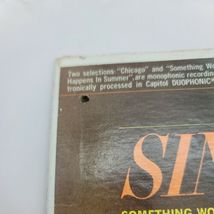 Two selections "Chicago" and "Something Wo
Happens In Summer", are monophonic recordin
tronically processed in Capitol DUOPHONIC
SIN
SOMETHING WO